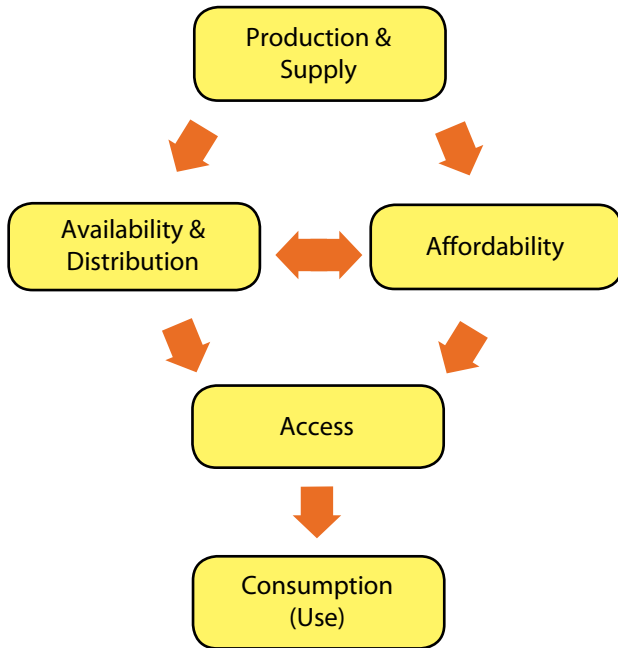 Production &
Supply
Availability &
Distribution
Affordability
Access
Consumption
(Use)